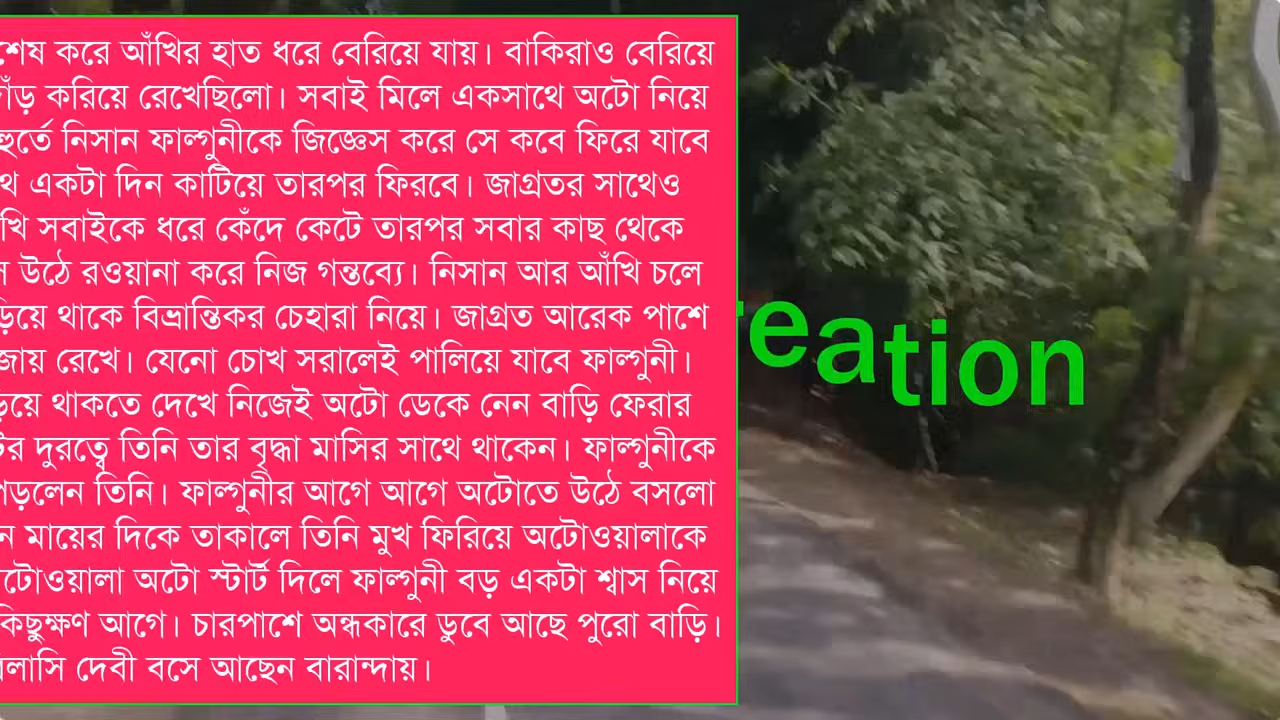 শেষ করে আঁখির হাত ধরে বেরিয়ে যায়। বাকিরাও বেরিয়ে
করিয়ে রেখেছিলো। সবাই মিলে একসাথে অটো নিয়ে
নিসান ফাল্গুনীকে জিজ্ঞেস করে সে কবে ফিরে যাবে
একটা দিন কাটিয়ে তারপর ফিরবে। জাগ্রতর সাথেও
সবাইকে ধরে কেঁদে কেটে তারপর সবার কাছ থেকে
উঠে রওয়ানা করে নিজ গন্তব্যে। নিসান আর আঁখি চলে
থাকে বিভ্রান্তিকর চেহারা নিয়ে। জাগ্রত আরেক পাশে
রেখে। যেনো চোখ সরালেই পালিয়ে যাবে ফাল্গুনী।
থাকতে দেখে নিজেই অটো ডেকে নেন বাড়ি ফেরার
দুরত্বে তিনি তার বৃদ্ধা মাসির সাথে থাকেন। ফাল্গুনীকে
পড়লেন তিনি। ফাল্গুনীর আগে আগে অটোতে উঠে বসলো
মায়ের দিকে তাকালে তিনি মুখ ফিরিয়ে অটোওয়ালাকে
অটো স্টার্ট দিলে ফাল্গুনী বড় একটা শ্বাস নিয়ে
কিছুক্ষণ আগে। চারপাশে অন্ধকারে ডুবে আছে পুরো বাড়ি।
দেবী বসে আছেন বারান্দায়।
eation